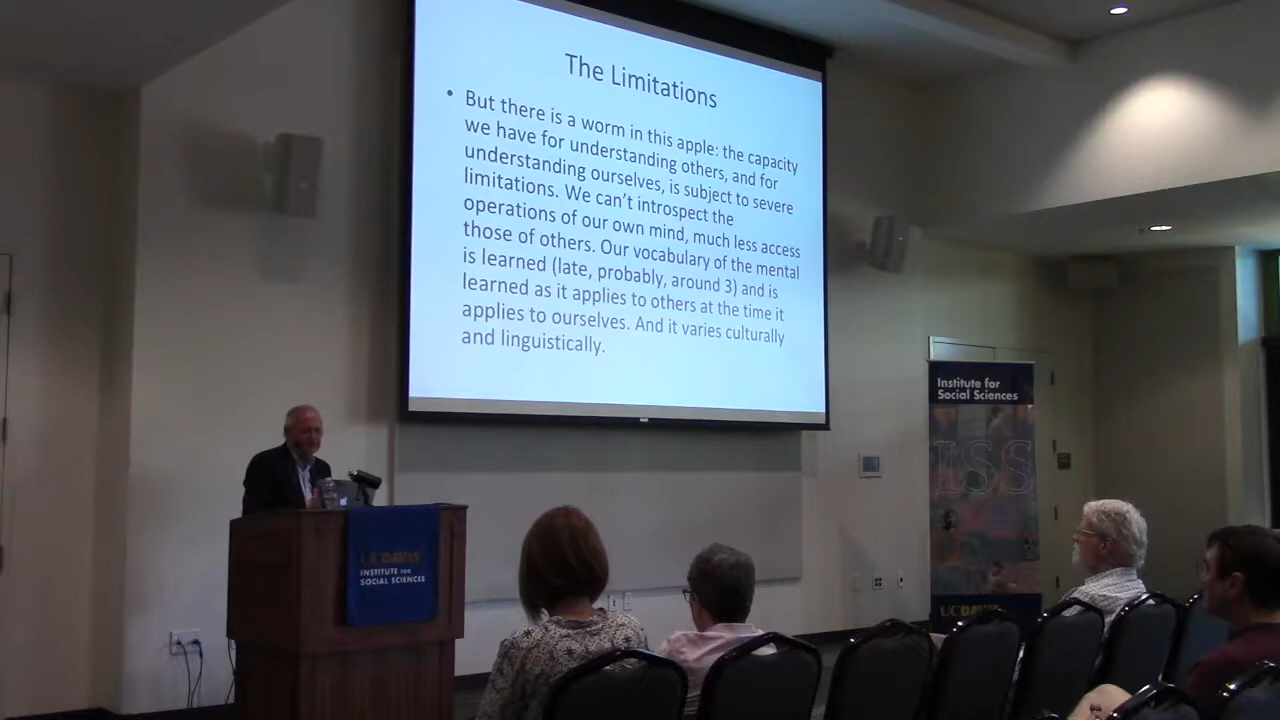 The Limitations
• But there is a worm in this apple: the capacity
we have for understanding others, and for
understanding ourselves, is subject to severe
limitations. We can't introspect the
operations of our own mind, much less access
those of others. Our vocabulary of the mental
is learned (late, probably, around 3) and is
learned as it applies to others at the time it
applies to ourselves. And it varies culturally
and linguistically.
Institute for
Social Sciences
ISS
UC DAVIS
UC DAVIS
INSTITUTE FOR
SOCIAL SCIENCES